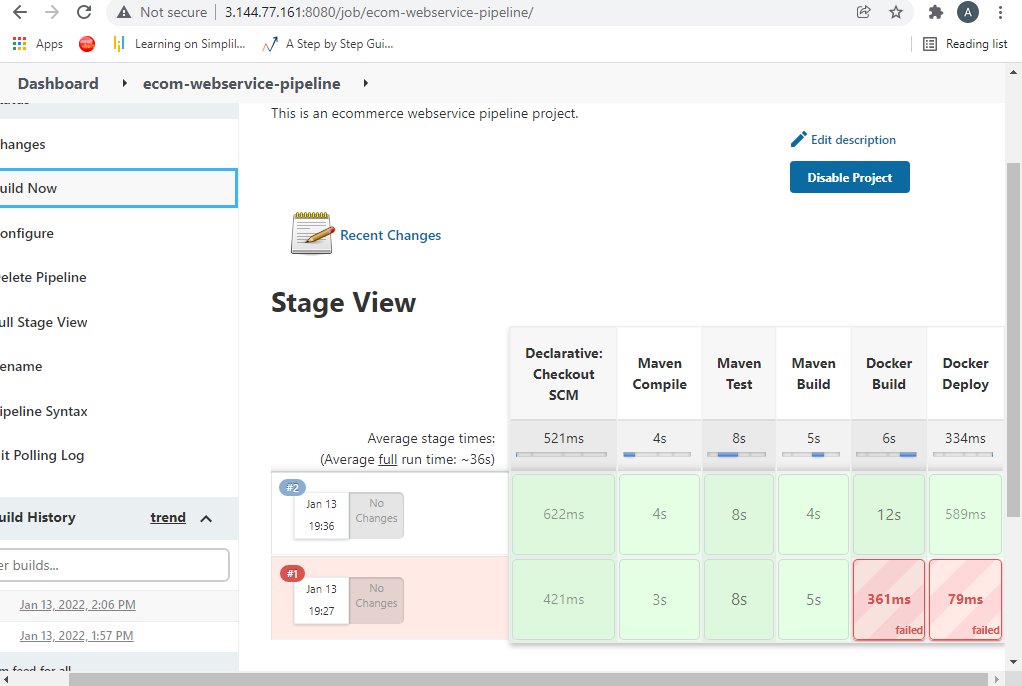 Not secure | 3.144.77.161:8080/job/ecom-webservice-pipeline/
Apps Learning on Simplil... A Step by Step Gui... Reading list
Dashboard ecom-webservice-pipeline
This is an ecommerce webservice pipeline project.
hanges
Edit description
uild Now
Disable Project
onfigure
Recent Changes
elete Pipeline
Stage View
ull Stage View
ename
ipeline Syntax
it Polling Log
Declarative: Checkout SCM
Maven Compile
Maven Test
Maven Build
Docker Build
Docker Deploy
Average stage times: 521ms 4s 8s 5s 6s 334ms
(Average full run time: ~36s)
#2
Jan 13 19:36
No Changes
622ms 4s 8s 4s 12s 589ms
#1
Jan 13 19:27
No Changes
421ms 3s 8s 5s 361ms failed 79ms failed
uild History trend
er builds...
Jan 13, 2022, 2:06 PM
Jan 13, 2022, 1:57 PM
A